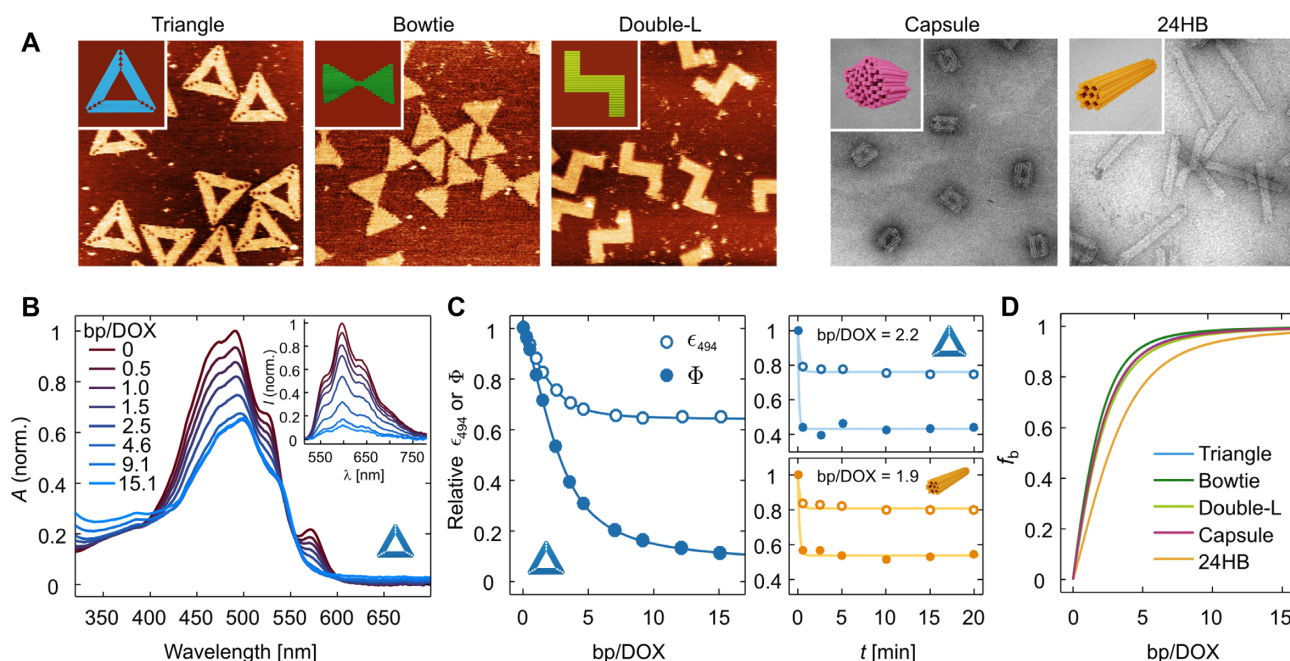 A
Triangle
Bowtie
Double-L
Capsule
24HB
B
bp/DOX
0
0.5
1.0
1.5
2.5
4.6
9.1
15.1
A (norm.)
1
0.8
0.6
0.4
0.2
0
350 400 450 500 550 600 650
Wavelength [nm]
I (norm.)
1.0
0.8
0.6
0.4
0.2
0
550 650 750
λ [nm]
C
Relative ϵ494 or Φ
1
0.8
0.6
0.4
0.2
0
ϵ494
Φ
0 5 10 15
bp/DOX
bp/DOX = 2.2
1
0.8
0.6
0.4
bp/DOX = 1.9
1
0.8
0.6
0.4
0 5 10 15 20
t [min]
D
fb
1
0.8
0.6
0.4
0.2
0
Triangle
Bowtie
Double-L
Capsule
24HB
0 5 10 15
bp/DOX